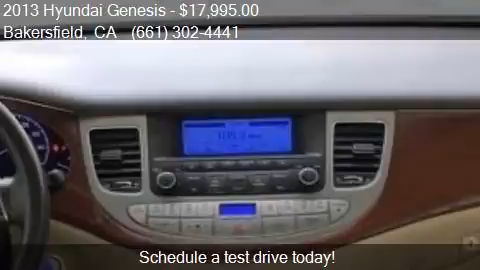 2013 Hyundai Genesis - $17,995.00
Bakersfield, CA (661) 302-4441
Schedule a test drive today!